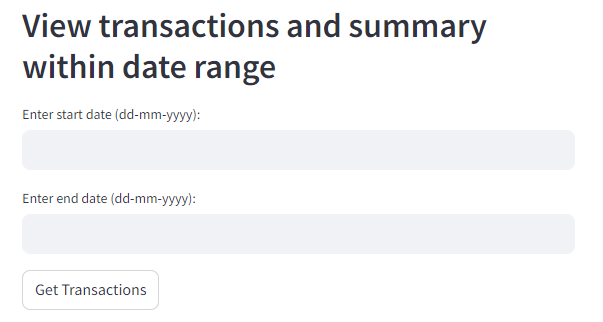 View transactions and summary
within date range
Enter start date (dd-mm-yyyy):
Enter end date (dd-mm-yyyy):
Get Transactions